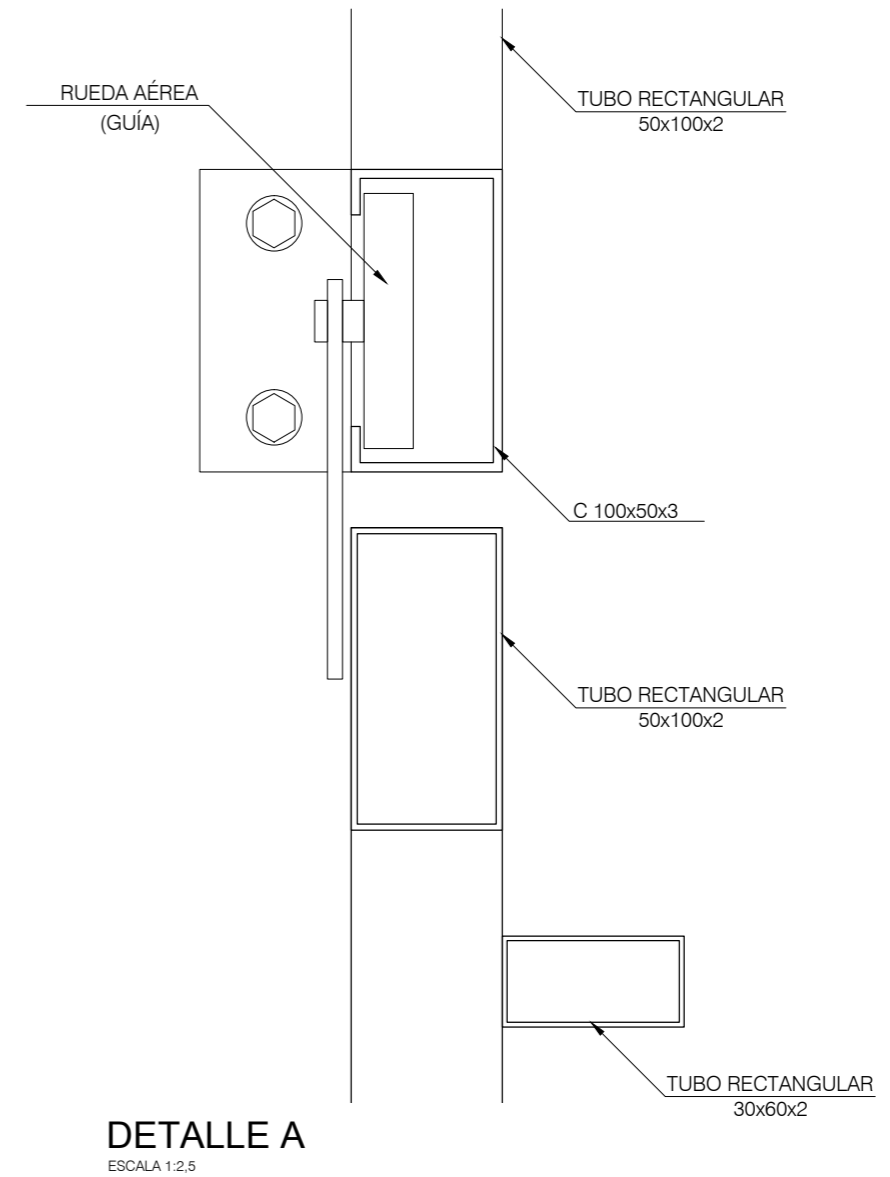 RUEDA AÉREA
(GUÍA)
TUBO RECTANGULAR
50x100x2
C 100x50x3
TUBO RECTANGULAR
50x100x2
TUBO RECTANGULAR
30x60x2
DETALLE A
ESCALA 1:2,5